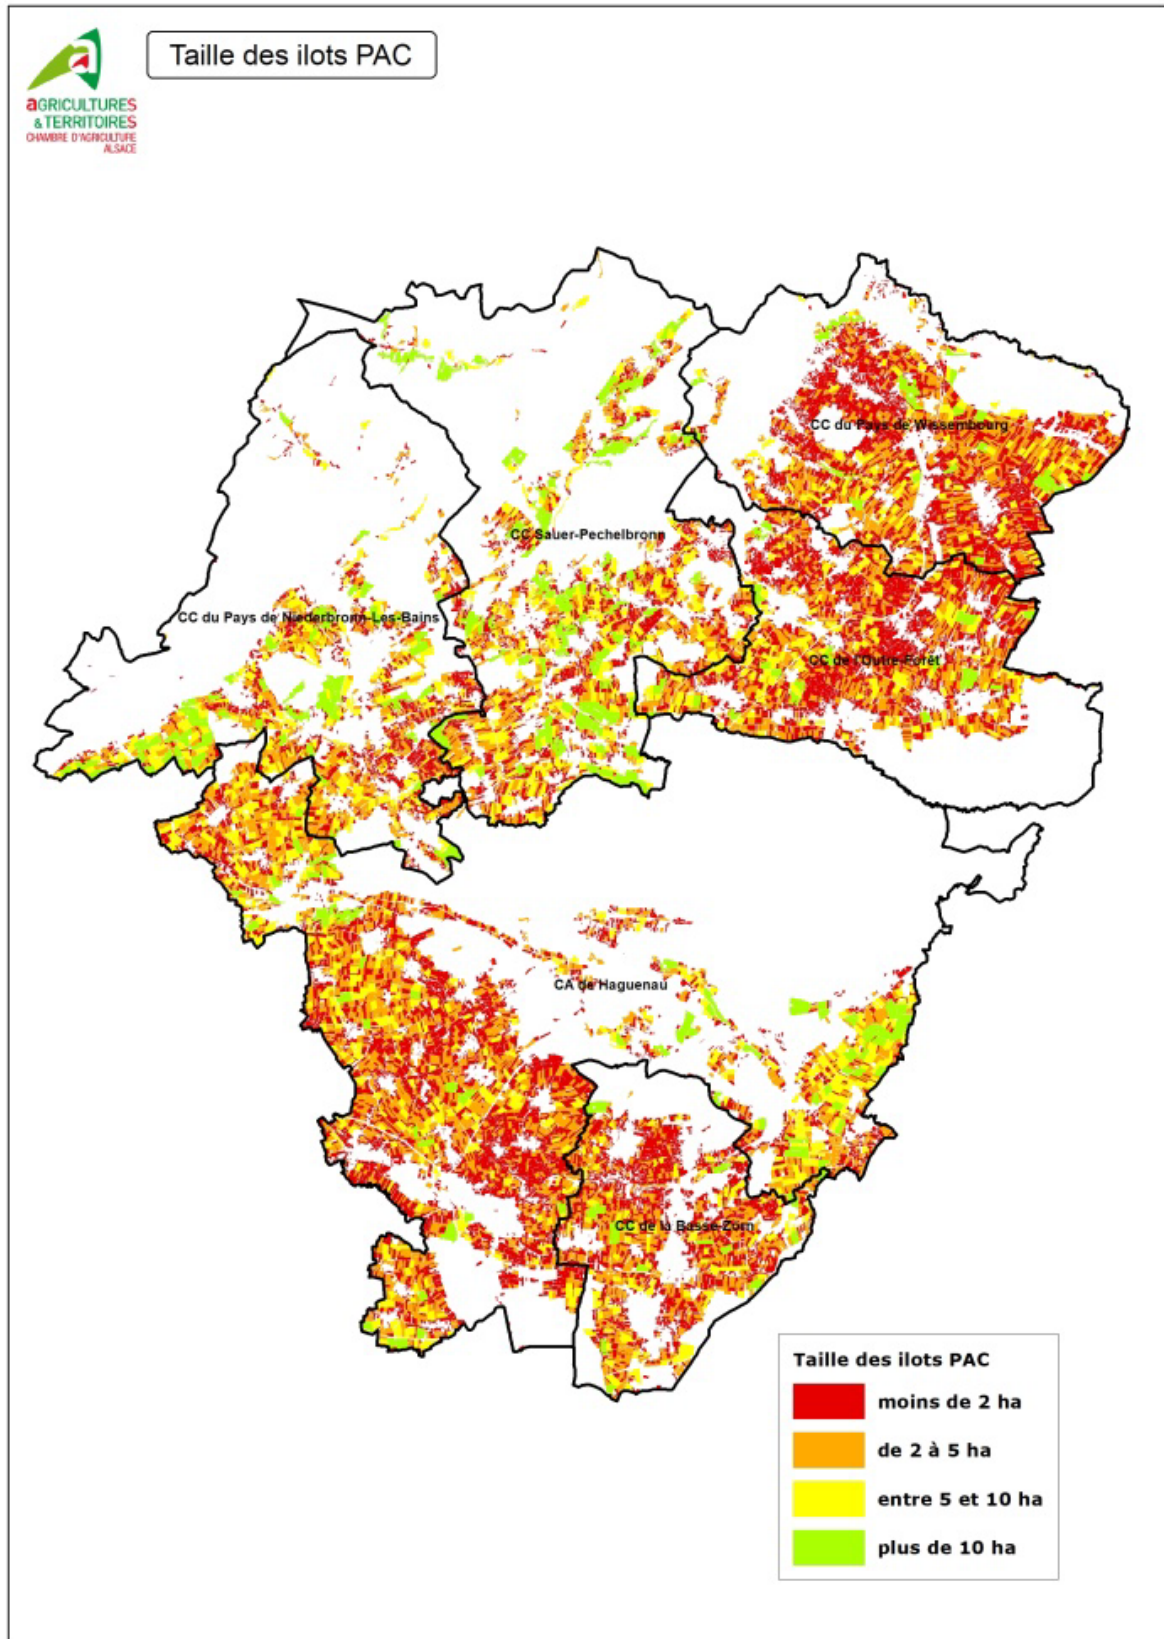 Taille des ilots PAC
a
aGRICULTURES
& TERRITOIRES
CHAMBRE D'AGRICULTURE
ALSACE
CC du Pays de Wissembourg
CC Sauer-Pechelbronn
CC du Pays de Niederbronn-Les-Bains
CC de l'Outre-Forêt
CA de Haguenau
CC de la Basse-Zorn
Taille des ilots PAC
moins de 2 ha
de 2 à 5 ha
entre 5 et 10 ha
plus de 10 ha